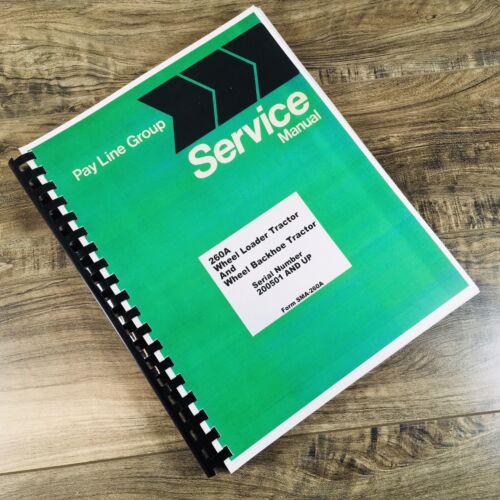 Pay Line Group
Service
Manual
260A
Wheel Loader Tractor
And
Wheel Backhoe Tractor
Serial Number
200501 AND UP
Form SMA-260A